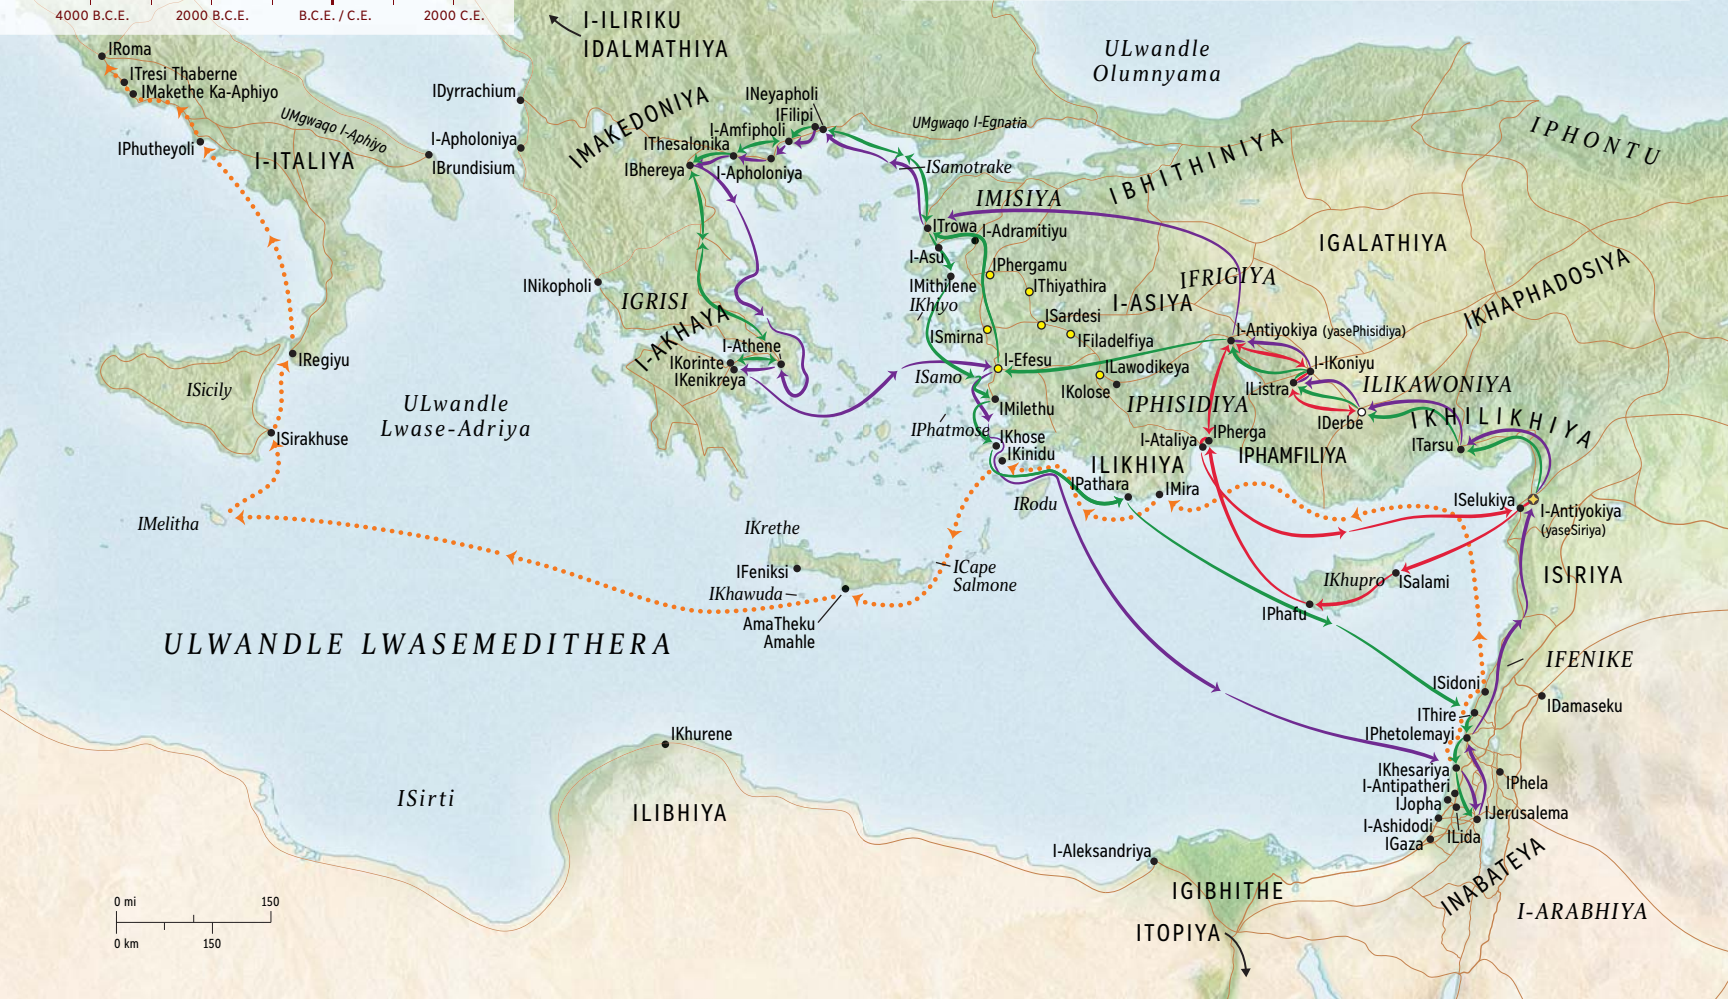 4000 B.C.E.
2000 B.C.E.
B.C.E. / C.E.
2000 C.E.
I-ILIRIKU
IDALMATHIYA
ULwandle
Olumnyama
IRoma
ITresi Thaberne
IMakethe Ka-Aphiyo
UMgwaqo I-Aphiyo
IPhutheyoli
I-ITALIYA
IDyrrachium
I-Apholoniya
IBrundisium
IMAKEDONIYA
INeyapholi
IFilipi
I-Amfipholi
IThesalonika
IBhereya
I-Apholoniya
UMgwaqo I-Egnatia
ISamotrake
IBHITHINIYA
IPHONTU
IMISIYA
ITrowa
I-Adramitiyu
I-Asu
IMithilene
IKhiyo
IPhergamu
IThiyathira
ISardesi
ISmirna
IFiladelfiya
IFRIGIYA
I-ASIYA
IGALATHIYA
IKHAPHADOSIYA
INikopholi
IGRISI
I-AKHAYA
I-Athene
IKorinte
IKenikreya
I-Efesu
ISamo
ILawodikeya
IKolose
IMilethu
IPhatmose
I-Antiyokiya (yasePhisidiya)
I-IKoniyu
IListra
ILIKAWONIYA
IPHISIDIYA
IDerbe
IKHILIKHIYA
ITarsu
IRegiyu
ISicily
ULwandle
Lwase-Adriya
ISirakhuse
IKhose
IKinidu
I-Ataliya
IPherga
IPHAMFILIYA
ILIKHIYA
IPathara
IMira
IRodu
ISelukiya
I-Antiyokiya
(yaseSiriya)
IMelitha
IKrethe
IFeniksi
IKhawuda
AmaTheku
Amahle
ICape
Salmone
IKhupro
ISalami
IPhafu
ISIRIYA
ULWANDLE LWASEMEDITHERA
IFENIKE
ISidoni
IDamaseku
IThire
IPhetolemayi
IKhurene
IKhesariya
I-Antipatheri
IPhela
IJopha
IJerusalema
I-Ashidodi
ILida
IGaza
ISirti
ILIBHIYA
I-Aleksandriya
IGIBHITHE
INABATEYA
I-ARABHIYA
ITOPIYA
0 mi
150
0 km
150